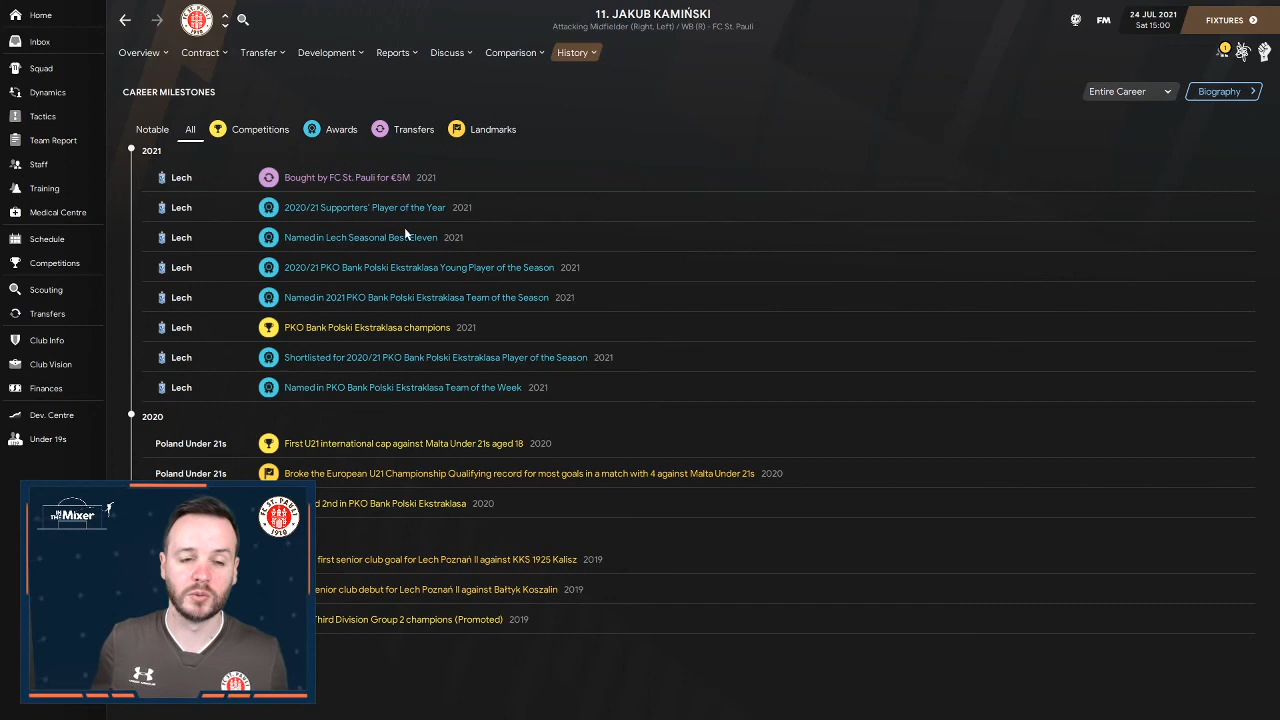 Home
11. JAKUB KAMIŃSKI
Attacking Midfielder (Right, Left) / WB (R) - FC St. Pauli
FM
24 JUL 2021
Sat 15:00
FIXTURES
Inbox
Squad
Dynamics
Tactics
Team Report
Staff
Training
Medical Centre
Schedule
Competitions
Scouting
Transfers
Club Info
Club Vision
Finances
Dev. Centre
Under 19s
Overview
Contract
Transfer
Development
Reports
Discuss
Comparison
History
CAREER MILESTONES
Entire Career
Biography
Notable
All
Competitions
Awards
Transfers
Landmarks
2021
Lech Bought by FC St. Pauli for €5M 2021
Lech 2020/21 Supporters' Player of the Year 2021
Lech Named in Lech Seasonal Best Eleven 2021
Lech 2020/21 PKO Bank Polski Ekstraklasa Young Player of the Season 2021
Lech Named in 2021 PKO Bank Polski Ekstraklasa Team of the Season 2021
Lech PKO Bank Polski Ekstraklasa champions 2021
Lech Shortlisted for 2020/21 PKO Bank Polski Ekstraklasa Player of the Season 2021
Lech Named in PKO Bank Polski Ekstraklasa Team of the Week 2021
2020
Poland Under 21s First U21 international cap against Malta Under 21s aged 18 2020
Poland Under 21s Broke the European U21 Championship Qualifying record for most goals in a match with 4 against Malta Under 21s 2020
2nd in PKO Bank Polski Ekstraklasa 2020
first senior club goal for Lech Poznań II against KKS 1925 Kalisz 2019
enior club debut for Lech Poznań II against Bałtyk Koszalin 2019
Third Division Group 2 champions (Promoted) 2019
IN THE Mixer
FC ST. PAULI
1910
UNDER ARMOUR